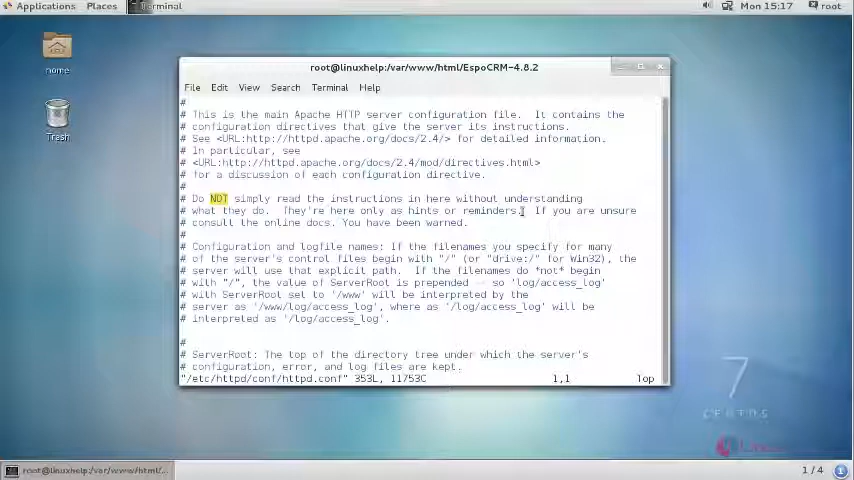 Applications Places Terminal Mon 15:17 root
home
Trash
root@linuxhelp:/var/www/html/EspoCRM-4.8.2
File Edit View Search Terminal Help
#
# This is the main Apache HTTP server configuration file. It contains the
# configuration directives that give the server its instructions.
# See <URL:http://httpd.apache.org/docs/2.4/> for detailed information.
# In particular, see
# <URL:http://httpd.apache.org/docs/2.4/mod/directives.html>
# for a discussion of each configuration directive.
#
# Do NOT simply read the instructions in here without understanding
# what they do. They're here only as hints or reminders. If you are unsure
# consult the online docs. You have been warned.
#
# Configuration and logfile names: If the filenames you specify for many
# of the server's control files begin with "/" (or "drive:/" for Win32), the
# server will use that explicit path. If the filenames do *not* begin
# with "/", the value of ServerRoot is prepended -- so 'log/access_log'
# with ServerRoot set to '/www' will be interpreted by the
# server as '/www/log/access_log', where as '/log/access_log' will be
# interpreted as '/log/access_log'.
#
# ServerRoot: The top of the directory tree under which the server's
# configuration, error, and log files are kept.
"/etc/httpd/conf/httpd.conf" 353L, 11753C 1,1 Top
7
CENTOS
root@linuxhelp:/var/www/html/... 1 / 4 1